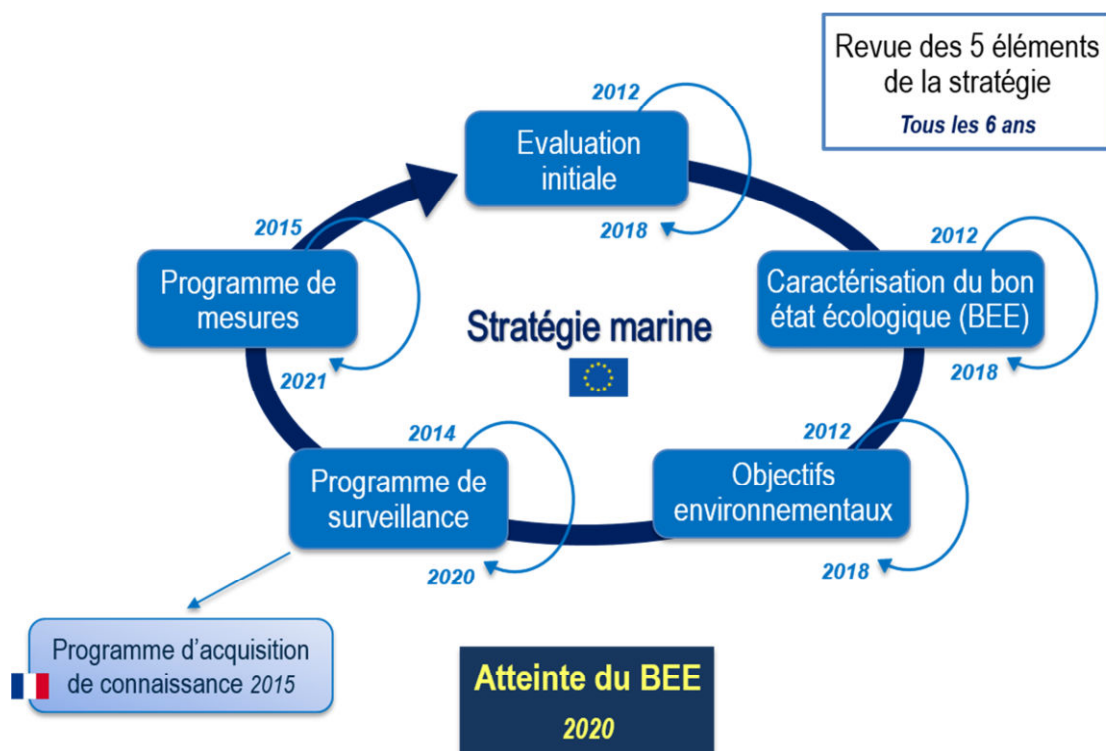 Revue des 5 éléments
de la stratégie
Tous les 6 ans
2012
Evaluation
initiale
2018
2012
Caractérisation du bon
état écologique (BEE)
2018
2012
Objectifs
environnementaux
2018
2014
Programme de
surveillance
2020
2015
Programme de
mesures
2021
Stratégie marine
Programme d'acquisition
de connaissance 2015
Atteinte du BEE
2020